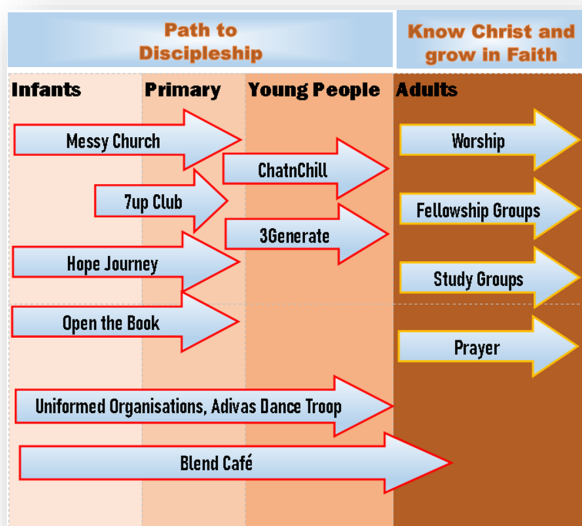 Path to
Discipleship
Know Christ and
grow in Faith
Infants
Primary
Young People
Adults
Messy Church
ChatnChill
Worship
7up Club
Fellowship Groups
3Generate
Hope Journey
Study Groups
Open the Book
Prayer
Uniformed Organisations, Adivas Dance Troop
Blend Café